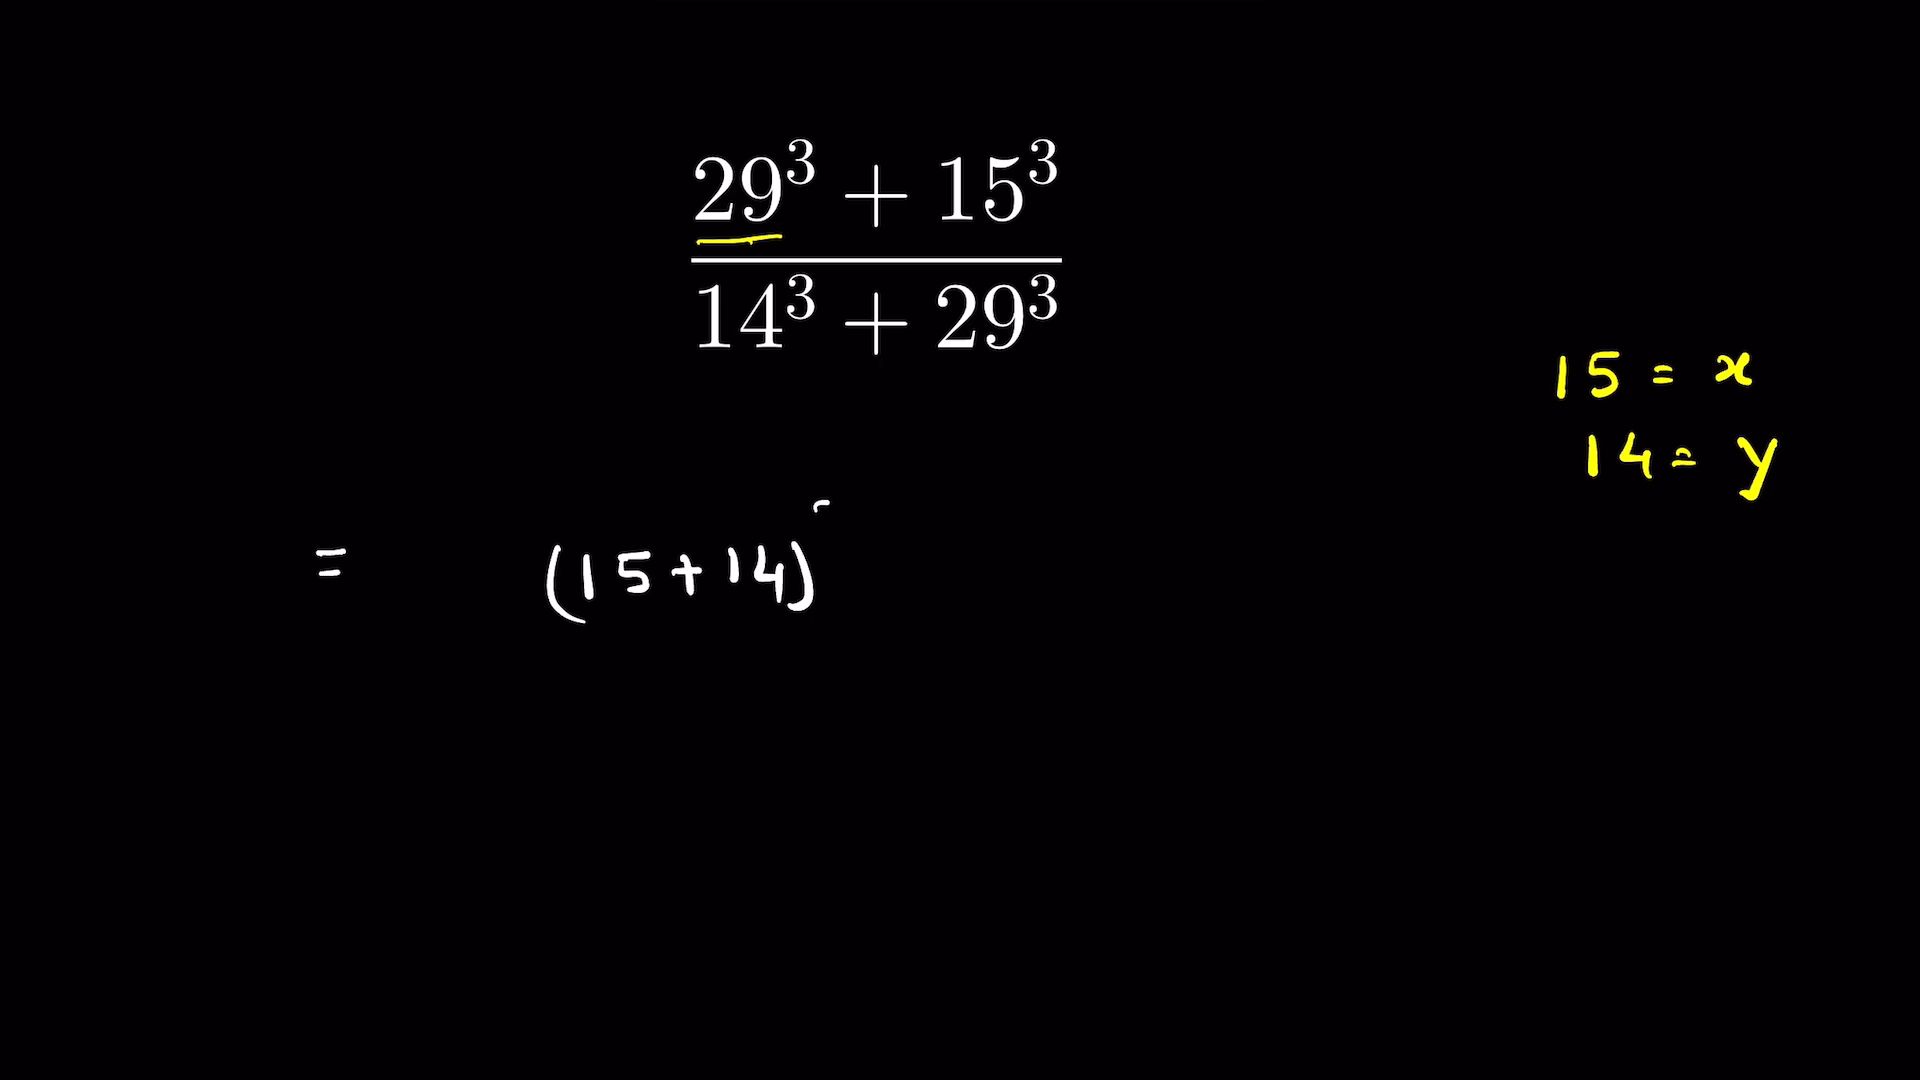 29³ + 15³
14³ + 29³
15 = x
14 = y
= (15+14)